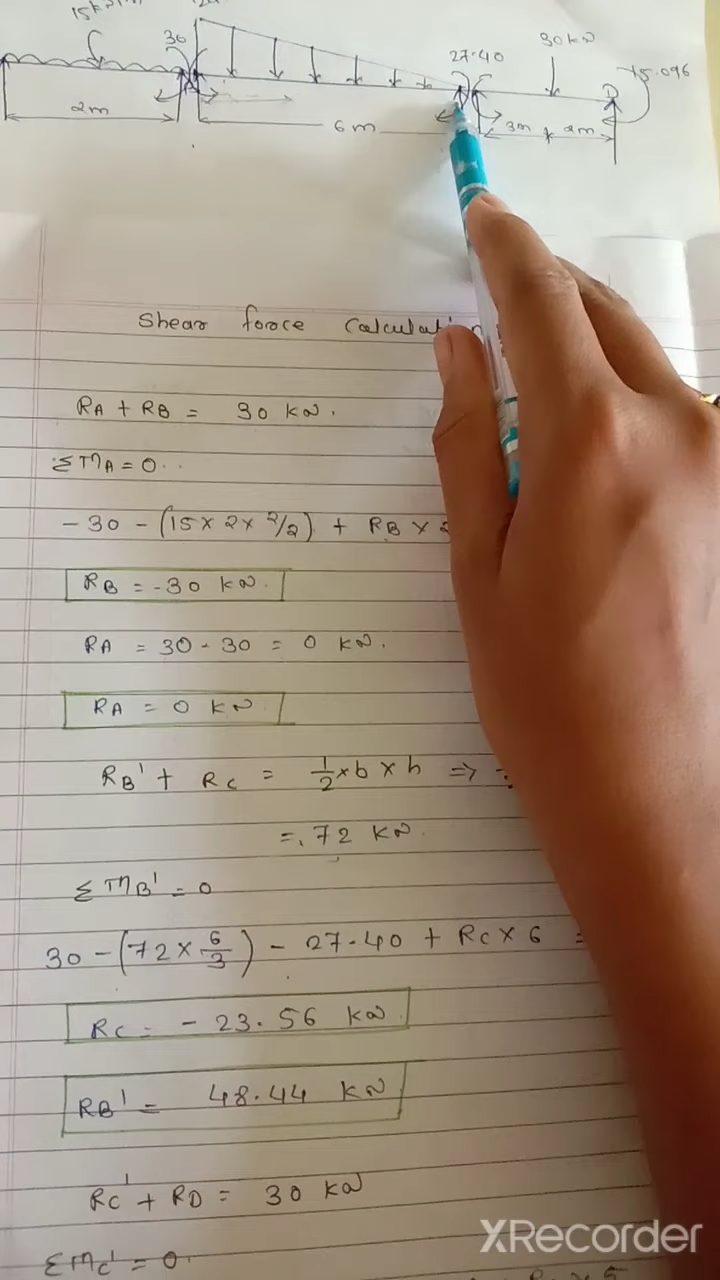 30
27.40
30 kN
15.096
2m
6m
3m
2m
Shear force Calculation
RA + RB = 30 kN.
ΣMA = 0.
- 30 - (15 × 2 × 2/2) + RB × 2
RB = -30 kN.
RA = 30 - 30 = 0 kN.
RA = 0 kN
RB' + RC = 1/2 × b × h ⇒
= 72 kN.
ΣMB' = 0
30 - (72 × 6/3) - 27.40 + RC × 6 =
RC = - 23.56 kN
RB' = 48.44 kN
RC' + RD = 30 kN
ΣMC' = 0.
XRecorder